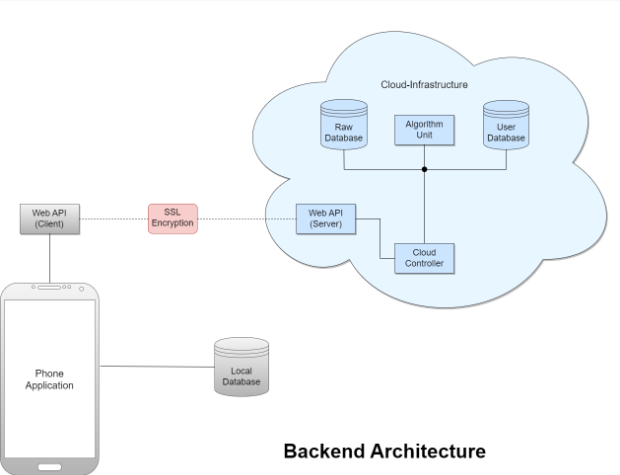 Cloud-Infrastructure
Raw
Database
Algorithm
Unit
User
Database
Web API
(Client)
SSL
Encryption
Web API
(Server)
Cloud
Controller
Phone
Application
Local
Database
Backend Architecture